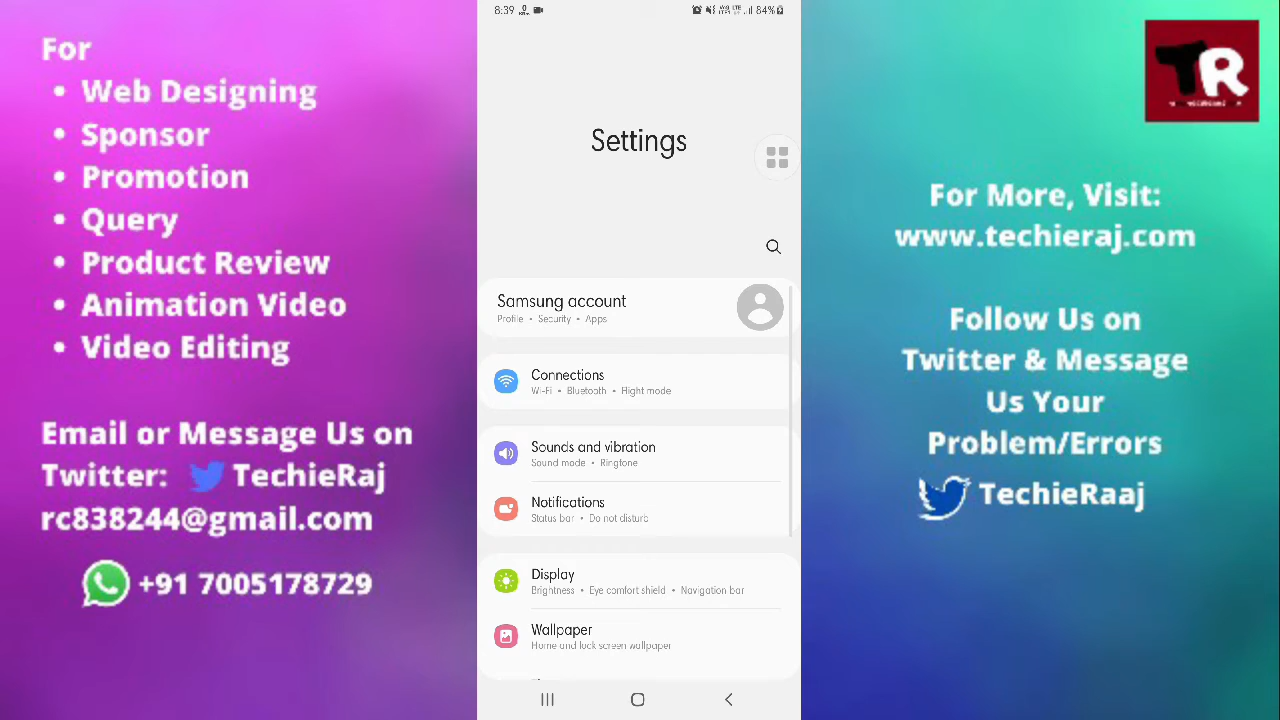 For
• Web Designing
• Sponsor
• Promotion
• Query
• Product Review
• Animation Video
• Video Editing
Email or Message Us on
Twitter: TechieRaj
rc838244@gmail.com
+91 7005178729
8:39
84%
Settings
Samsung account
Profile • Security • Apps
Connections
Wi-Fi • Bluetooth • Flight mode
Sounds and vibration
Sound mode • Ringtone
Notifications
Status bar • Do not disturb
Display
Brightness • Eye comfort shield • Navigation bar
Wallpaper
Home and lock screen wallpaper
TR
For More, Visit:
www.techieraj.com
Follow Us on
Twitter & Message
Us Your
Problem/Errors
TechieRaaj